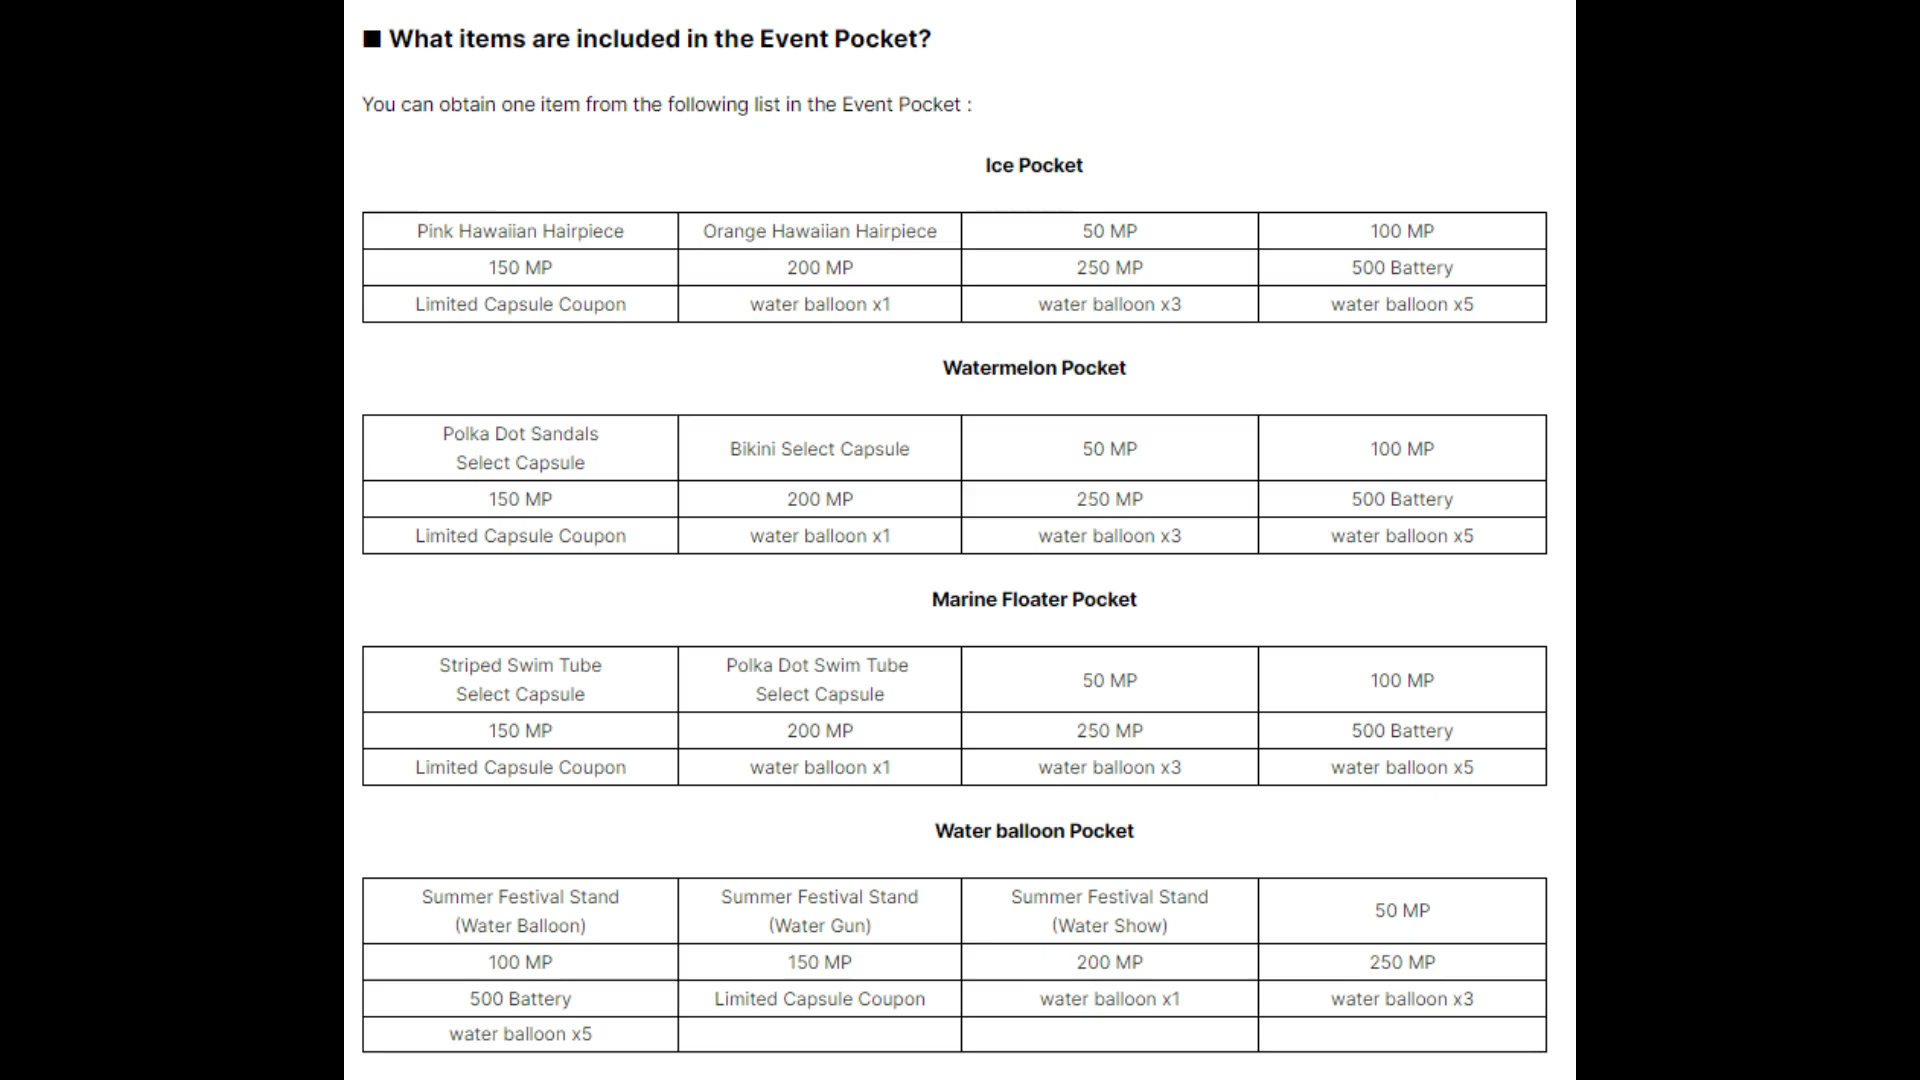 ■ What items are included in the Event Pocket?
You can obtain one item from the following list in the Event Pocket :
Ice Pocket
Pink Hawaiian Hairpiece Orange Hawaiian Hairpiece 50 MP 100 MP
150 MP 200 MP 250 MP 500 Battery
Limited Capsule Coupon water balloon x1 water balloon x3 water balloon x5
Watermelon Pocket
Polka Dot Sandals
Select Capsule Bikini Select Capsule 50 MP 100 MP
150 MP 200 MP 250 MP 500 Battery
Limited Capsule Coupon water balloon x1 water balloon x3 water balloon x5
Marine Floater Pocket
Striped Swim Tube Polka Dot Swim Tube
Select Capsule Select Capsule 50 MP 100 MP
150 MP 200 MP 250 MP 500 Battery
Limited Capsule Coupon water balloon x1 water balloon x3 water balloon x5
Water balloon Pocket
Summer Festival Stand Summer Festival Stand Summer Festival Stand
(Water Balloon) (Water Gun) (Water Show) 50 MP
100 MP 150 MP 200 MP 250 MP
500 Battery Limited Capsule Coupon water balloon x1 water balloon x3
water balloon x5